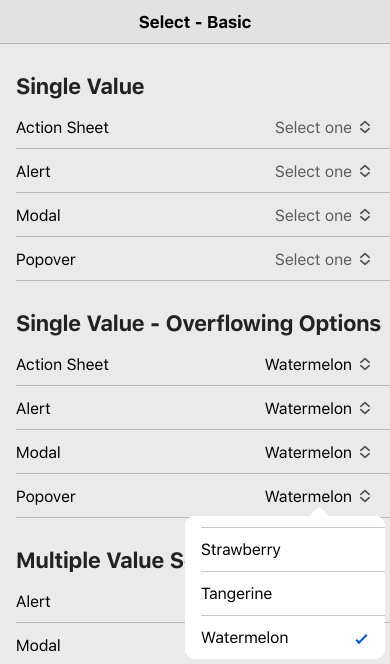 Select - Basic
Single Value
Action Sheet Select one
Alert Select one
Modal Select one
Popover Select one
Single Value - Overflowing Options
Action Sheet Watermelon
Alert Watermelon
Modal Watermelon
Popover Watermelon
Strawberry
Tangerine
Watermelon
Multiple Value S
Alert
Modal